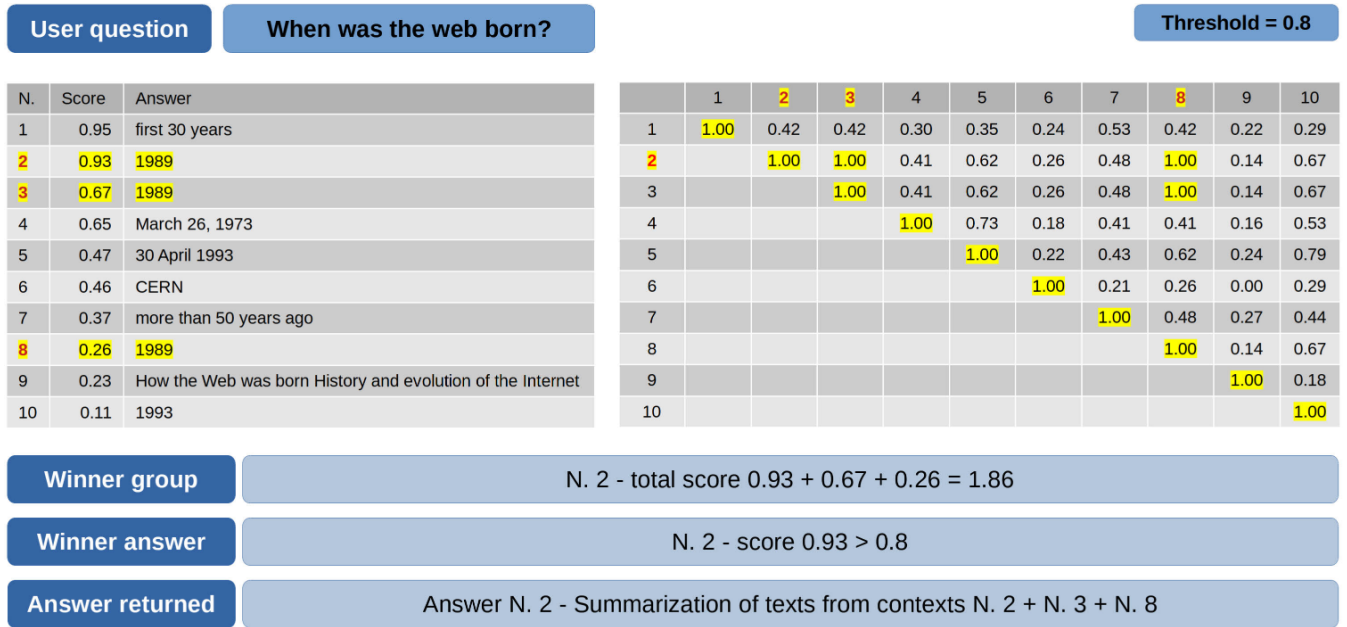 User question
When was the web born?
Threshold = 0.8
N. Score Answer
1 0.95 first 30 years
2 0.93 1989
3 0.67 1989
4 0.65 March 26, 1973
5 0.47 30 April 1993
6 0.46 CERN
7 0.37 more than 50 years ago
8 0.26 1989
9 0.23 How the Web was born History and evolution of the Internet
10 0.11 1993
1 2 3 4 5 6 7 8 9 10
1 1.00 0.42 0.42 0.30 0.35 0.24 0.53 0.42 0.22 0.29
2 1.00 1.00 0.41 0.62 0.26 0.48 1.00 0.14 0.67
3 1.00 0.41 0.62 0.26 0.48 1.00 0.14 0.67
4 1.00 0.73 0.18 0.41 0.41 0.16 0.53
5 1.00 0.22 0.43 0.62 0.24 0.79
6 1.00 0.21 0.26 0.00 0.29
7 1.00 0.48 0.27 0.44
8 1.00 0.14 0.67
9 1.00 0.18
10 1.00
Winner group
N. 2 - total score 0.93 + 0.67 + 0.26 = 1.86
Winner answer
N. 2 - score 0.93 > 0.8
Answer returned
Answer N. 2 - Summarization of texts from contexts N. 2 + N. 3 + N. 8